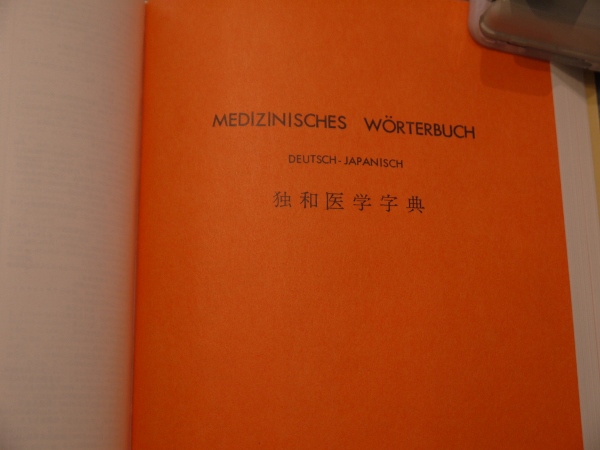 MEDIZINISCHES WÖRTERBUCH
DEUTSCH-JAPANISCH
独和医学字典